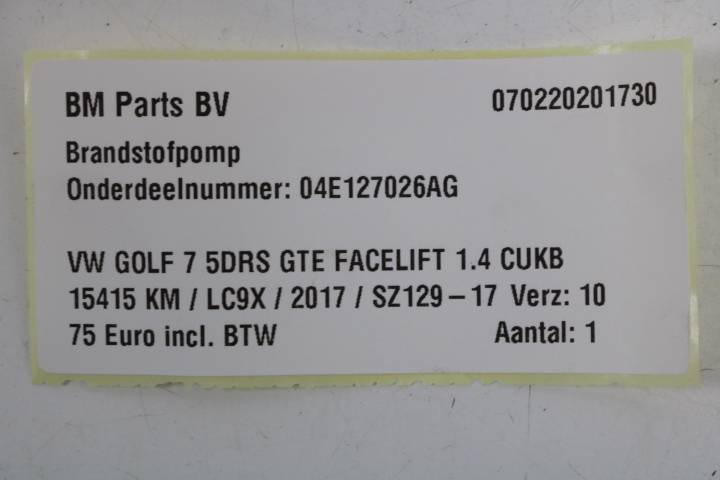 BM Parts BV 070220201730
Brandstofpomp
Onderdeelnummer: 04E127026AG
VW GOLF 7 5DRS GTE FACELIFT 1.4 CUKB
15415 KM / LC9X / 2017 / SZ129-17 Verz: 10
75 Euro incl. BTW Aantal: 1